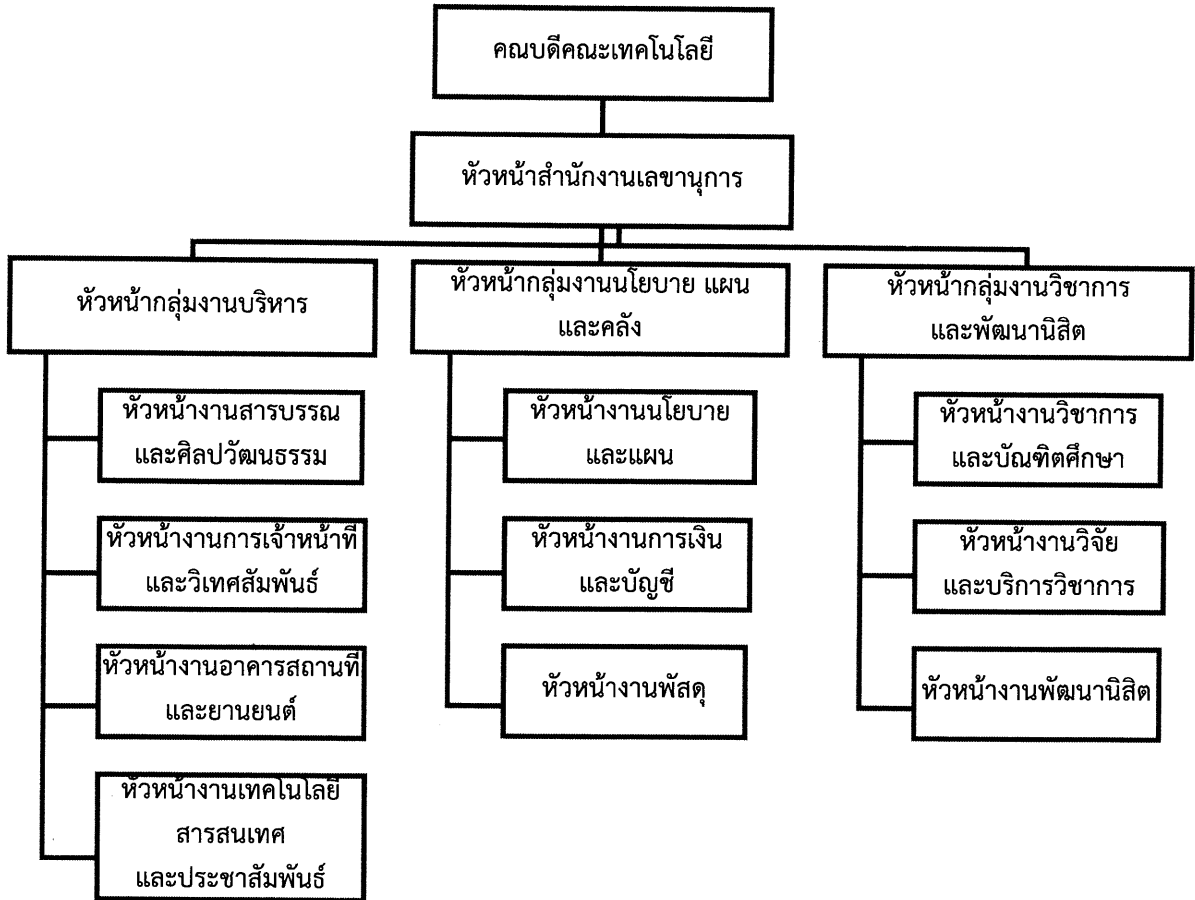 คณบดีคณะเทคโนโลยี
หัวหน้าสำนักงานเลขานุการ
หัวหน้ากลุ่มงานบริหาร
หัวหน้างานสารบรรณ
และศิลปวัฒนธรรม
หัวหน้างานการเจ้าหน้าที่
และวิเทศสัมพันธ์
หัวหน้างานอาคารสถานที่
และยานยนต์
หัวหน้างานเทคโนโลยี
สารสนเทศ
และประชาสัมพันธ์
หัวหน้ากลุ่มงานนโยบาย แผน
และคลัง
หัวหน้างานนโยบาย
และแผน
หัวหน้างานการเงิน
และบัญชี
หัวหน้างานพัสดุ
หัวหน้ากลุ่มงานวิชาการ
และพัฒนานิสิต
หัวหน้างานวิชาการ
และบัณฑิตศึกษา
หัวหน้างานวิจัย
และบริการวิชาการ
หัวหน้างานพัฒนานิสิต